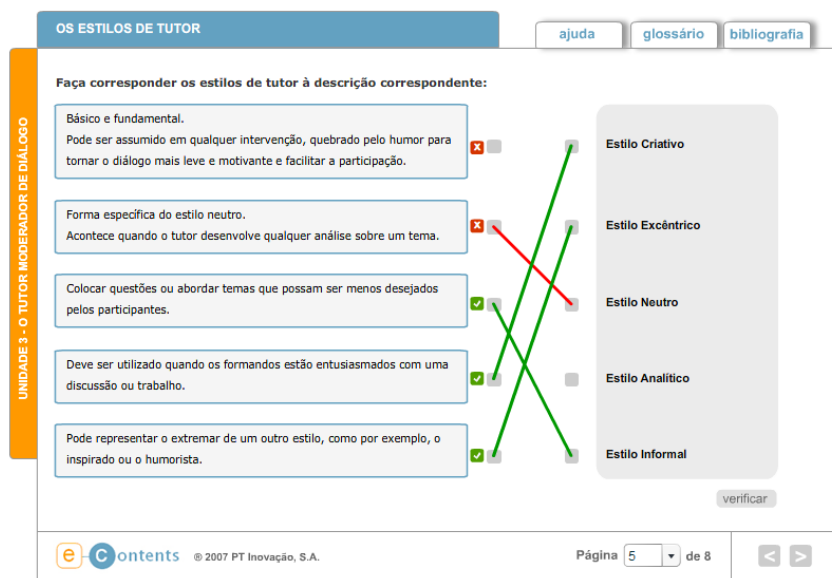 OS ESTILOS DE TUTOR
ajuda
glossário
bibliografia
UNIDADE 3 - O TUTOR MODERADOR DE DIÁLOGO
Faça corresponder os estilos de tutor à descrição correspondente:
Básico e fundamental.
Pode ser assumido em qualquer intervenção, quebrado pelo humor para
tornar o diálogo mais leve e motivante e facilitar a participação.
Estilo Criativo
Forma específica do estilo neutro.
Acontece quando o tutor desenvolve qualquer análise sobre um tema.
Estilo Excêntrico
Colocar questões ou abordar temas que possam ser menos desejados
pelos participantes.
Estilo Neutro
Deve ser utilizado quando os formandos estão entusiasmados com uma
discussão ou trabalho.
Estilo Analítico
Pode representar o extremar de um outro estilo, como por exemplo, o
inspirado ou o humorista.
Estilo Informal
verificar
e-Contents ® 2007 PT Inovação, S.A.
Página 5 de 8
< >